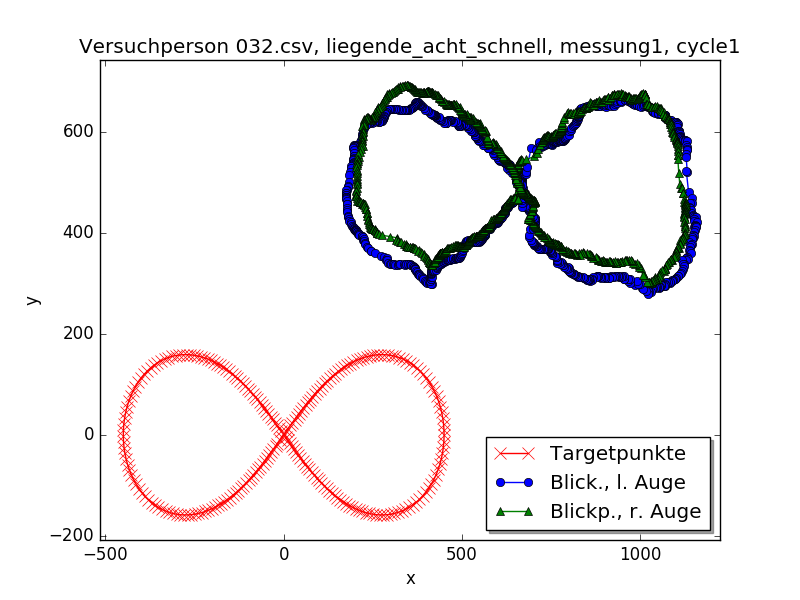 Versuchperson 032.csv, liegende_acht_schnell, messung1, cycle1
600
400
200
0
−200
y
−500
0
500
1000
x
Targetpunkte
Blick., l. Auge
Blickp., r. Auge